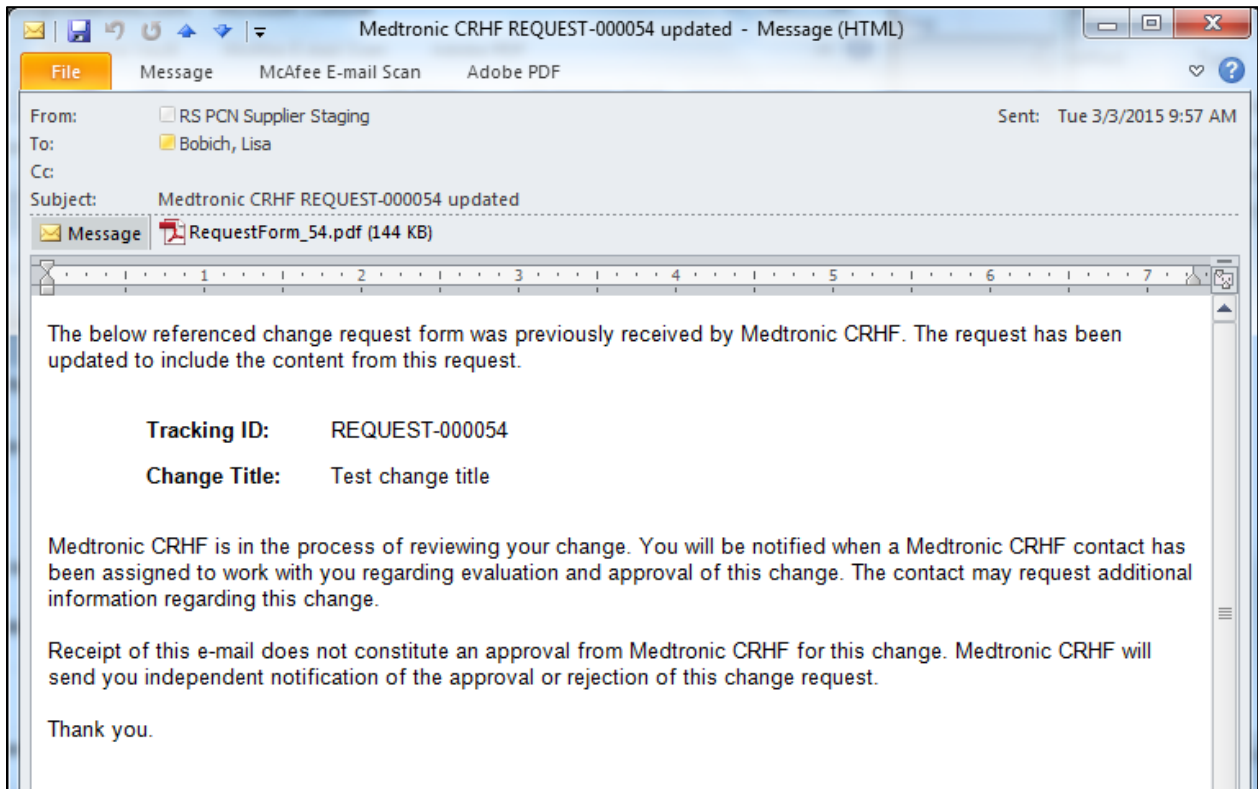 Medtronic CRHF REQUEST-000054 updated - Message (HTML)
File Message McAfee E-mail Scan Adobe PDF
From: RS PCN Supplier Staging Sent: Tue 3/3/2015 9:57 AM
To: Bobich, Lisa
Cc:
Subject: Medtronic CRHF REQUEST-000054 updated
Message RequestForm_54.pdf (144 KB)
1 2 3 4 5 6 7
The below referenced change request form was previously received by Medtronic CRHF. The request has been
updated to include the content from this request.
Tracking ID: REQUEST-000054
Change Title: Test change title
Medtronic CRHF is in the process of reviewing your change. You will be notified when a Medtronic CRHF contact has
been assigned to work with you regarding evaluation and approval of this change. The contact may request additional
information regarding this change.
Receipt of this e-mail does not constitute an approval from Medtronic CRHF for this change. Medtronic CRHF will
send you independent notification of the approval or rejection of this change request.
Thank you.